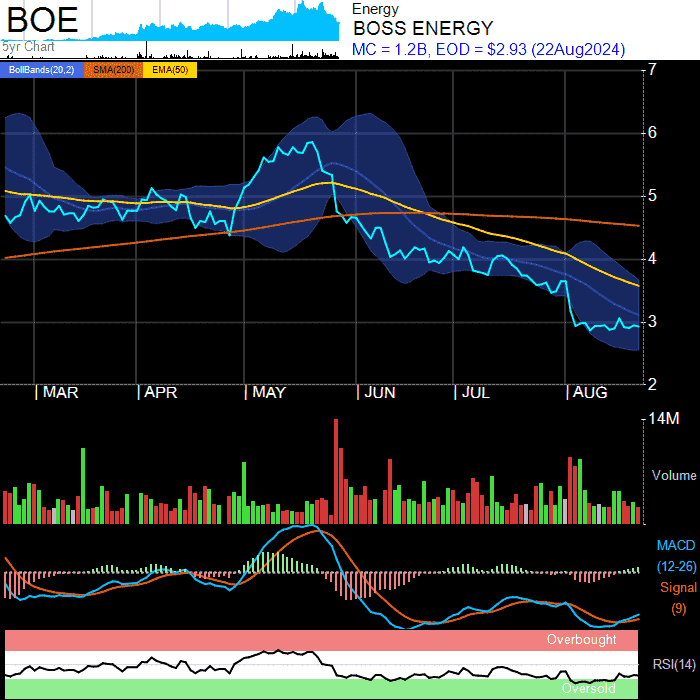 BOE
5yr Chart
Energy
BOSS ENERGY
MC = 1.2B, EOD = $2.93 (22Aug2024)
BollBands(20,2) SMA(200) EMA(50)
7
6
5
4
3
2
| MAR | APR | MAY | JUN | JUL | AUG
14M
Volume
MACD
(12-26)
Signal
(9)
Overbought
RSI(14)
Oversold